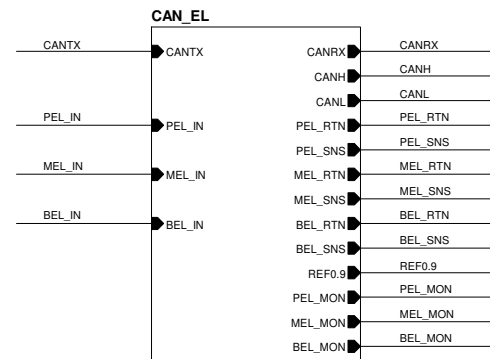 CAN_EL
CANTX CANTX CANRX CANRX
CANH CANH
CANL CANL
PEL_IN PEL_IN PEL_RTN PEL_RTN
PEL_SNS PEL_SNS
MEL_IN MEL_IN MEL_RTN MEL_RTN
MEL_SNS MEL_SNS
BEL_IN BEL_IN BEL_RTN BEL_RTN
BEL_SNS BEL_SNS
REF0.9 REF0.9
PEL_MON PEL_MON
MEL_MON MEL_MON
BEL_MON BEL_MON